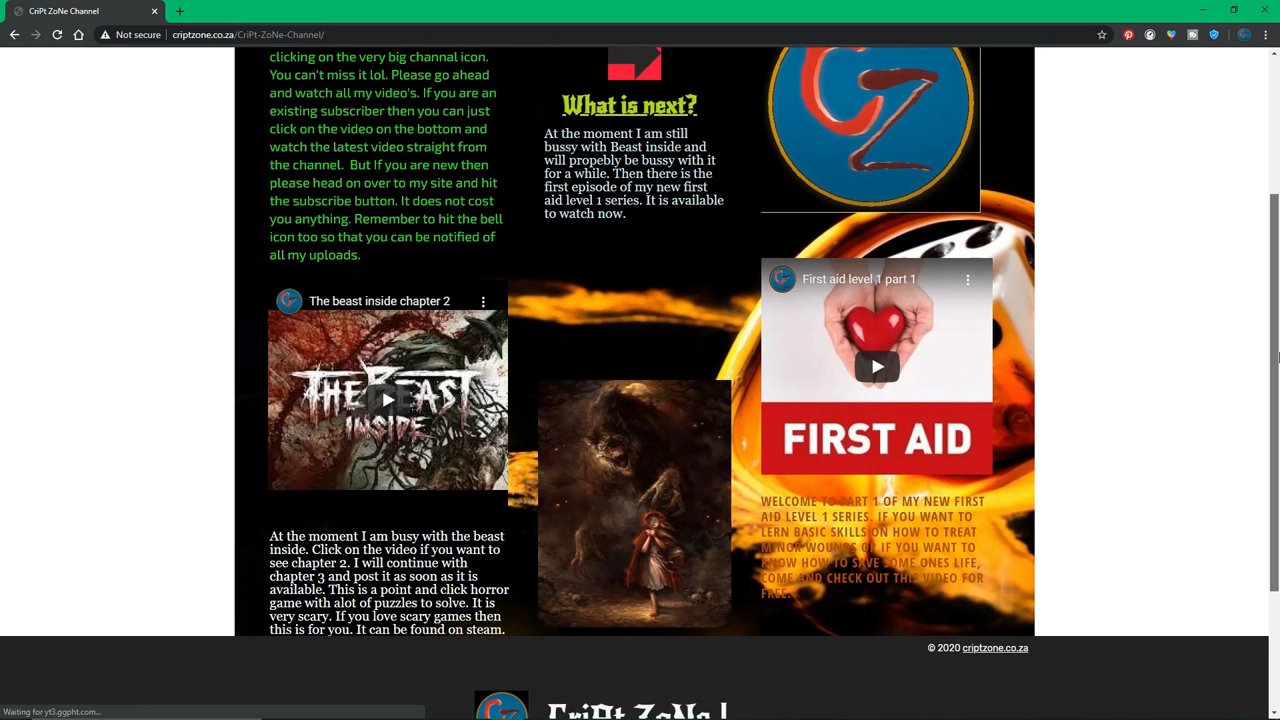 CriPt ZoNe Channel
Not secure
criptzone.co.za/CriPt-ZoNe-Channel/
clicking on the very big channal icon.
You can't miss it lol. Please go ahead
and watch all my video's. If you are an
existing subscriber then you can just
click on the video on the bottom and
watch the latest video straight from
the channel. But If you are new then
please head on over to my site and hit
the subscribe button. It does not cost
you anything. Remember to hit the bell
icon too so that you can be notified of
all my uploads.
The beast inside chapter 2
THE BEAST
INSIDE
At the moment I am busy with the beast
inside. Click on the video if you want to
see chapter 2. I will continue with
chapter 3 and post it as soon as it is
available. This is a point and click horror
game with alot of puzzles to solve. It is
very scary. If you love scary games then
this is for you. It can be found on steam.
What is next?
At the moment I am still
bussy with Beast inside and
will propebly be bussy with it
for a while. Then there is the
first episode of my new first
aid level 1 series. It is available
to watch now.
CZ
First aid level 1 part 1
FIRST AID
WELCOME TO PART 1 OF MY NEW FIRST
AID LEVEL 1 SERIES. IF YOU WANT TO
LERN BASIC SKILLS ON HOW TO TREAT
MINOR WOUNDS OR IF YOU WANT TO
KNOW HOW TO SAVE SOME ONES LIFE,
COME AND CHECK OUT THIS VIDEO FOR
FREE.
© 2020 criptzone.co.za
CriPt ZoNe |
Waiting for yt3.ggpht.com...